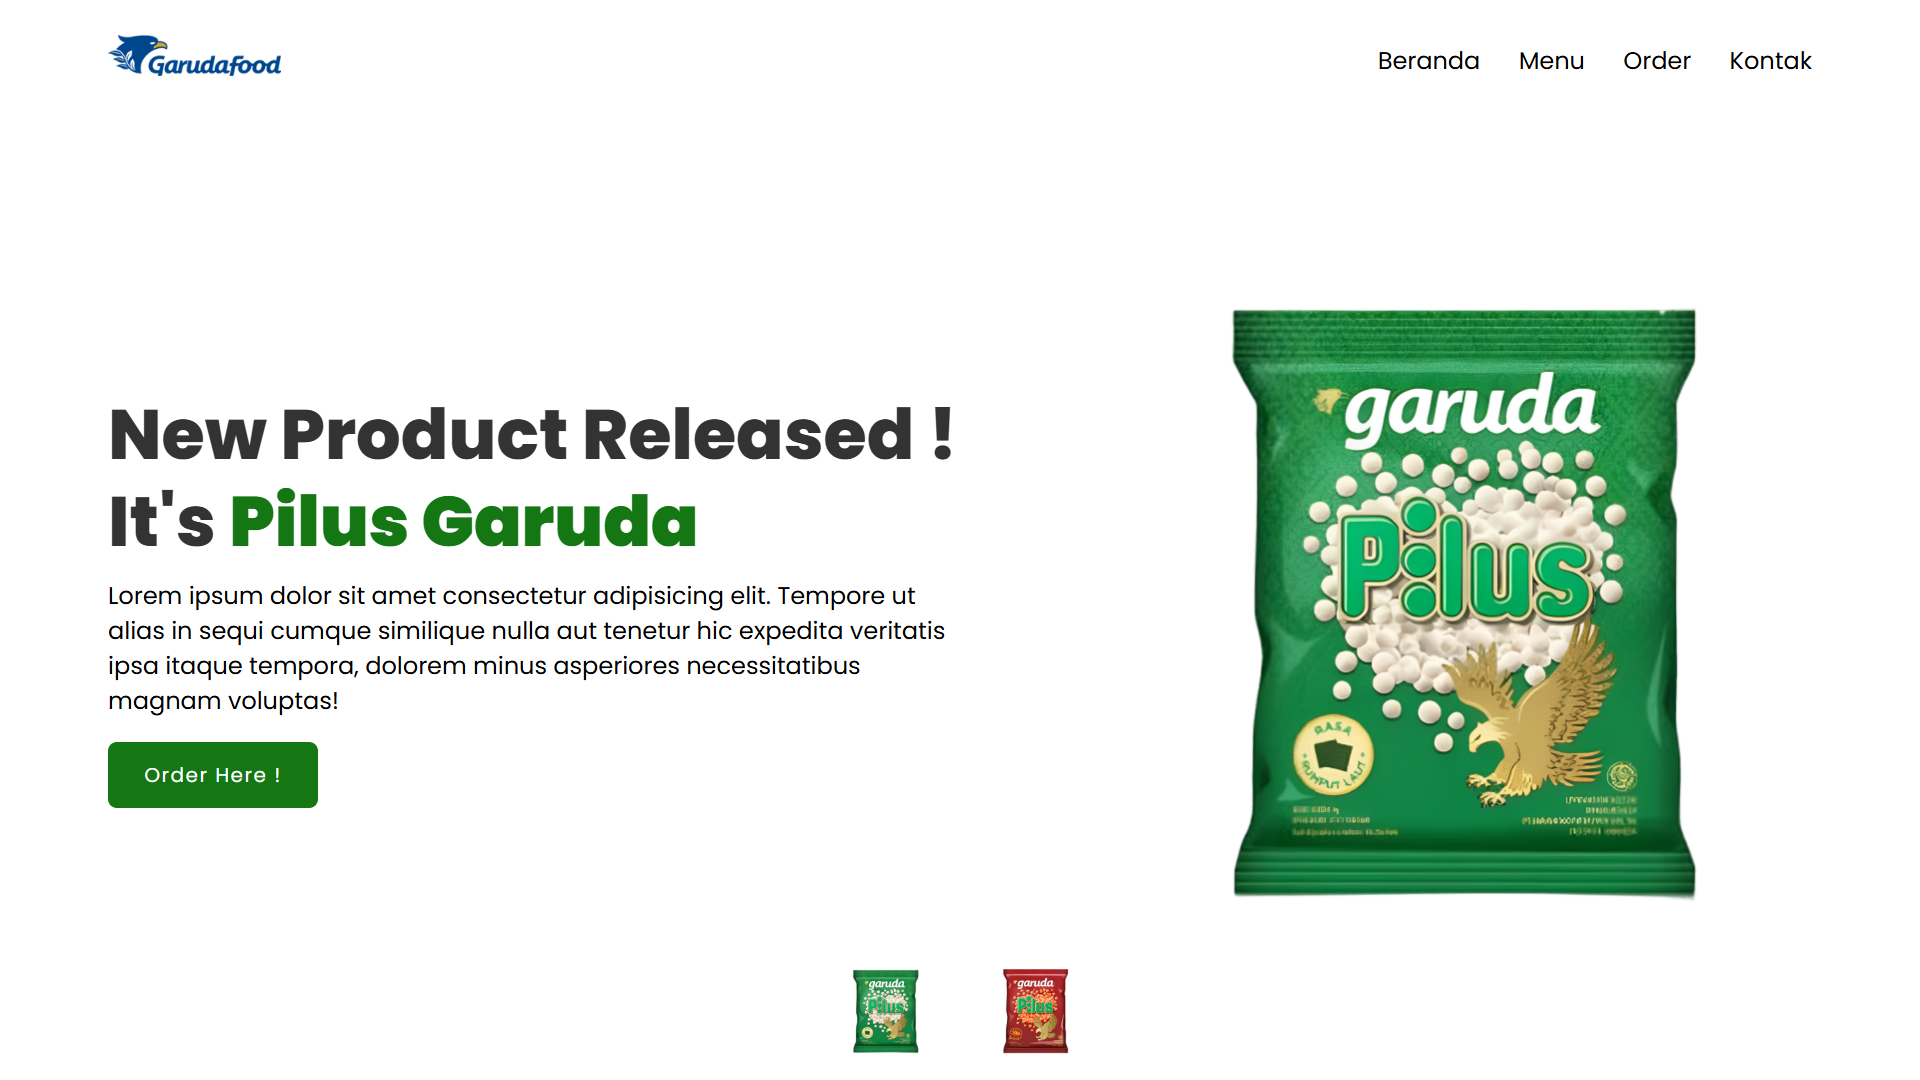 Garudafood
Beranda Menu Order Kontak
New Product Released !
It's Pilus Garuda
Lorem ipsum dolor sit amet consectetur adipisicing elit. Tempore ut
alias in sequi cumque similique nulla aut tenetur hic expedita veritatis
ipsa itaque tempora, dolorem minus asperiores necessitatibus
magnam voluptas!
Order Here !
garuda
Pilus
RASA
RUMPUT LAUT
garuda
Pilus
garuda
Pilus